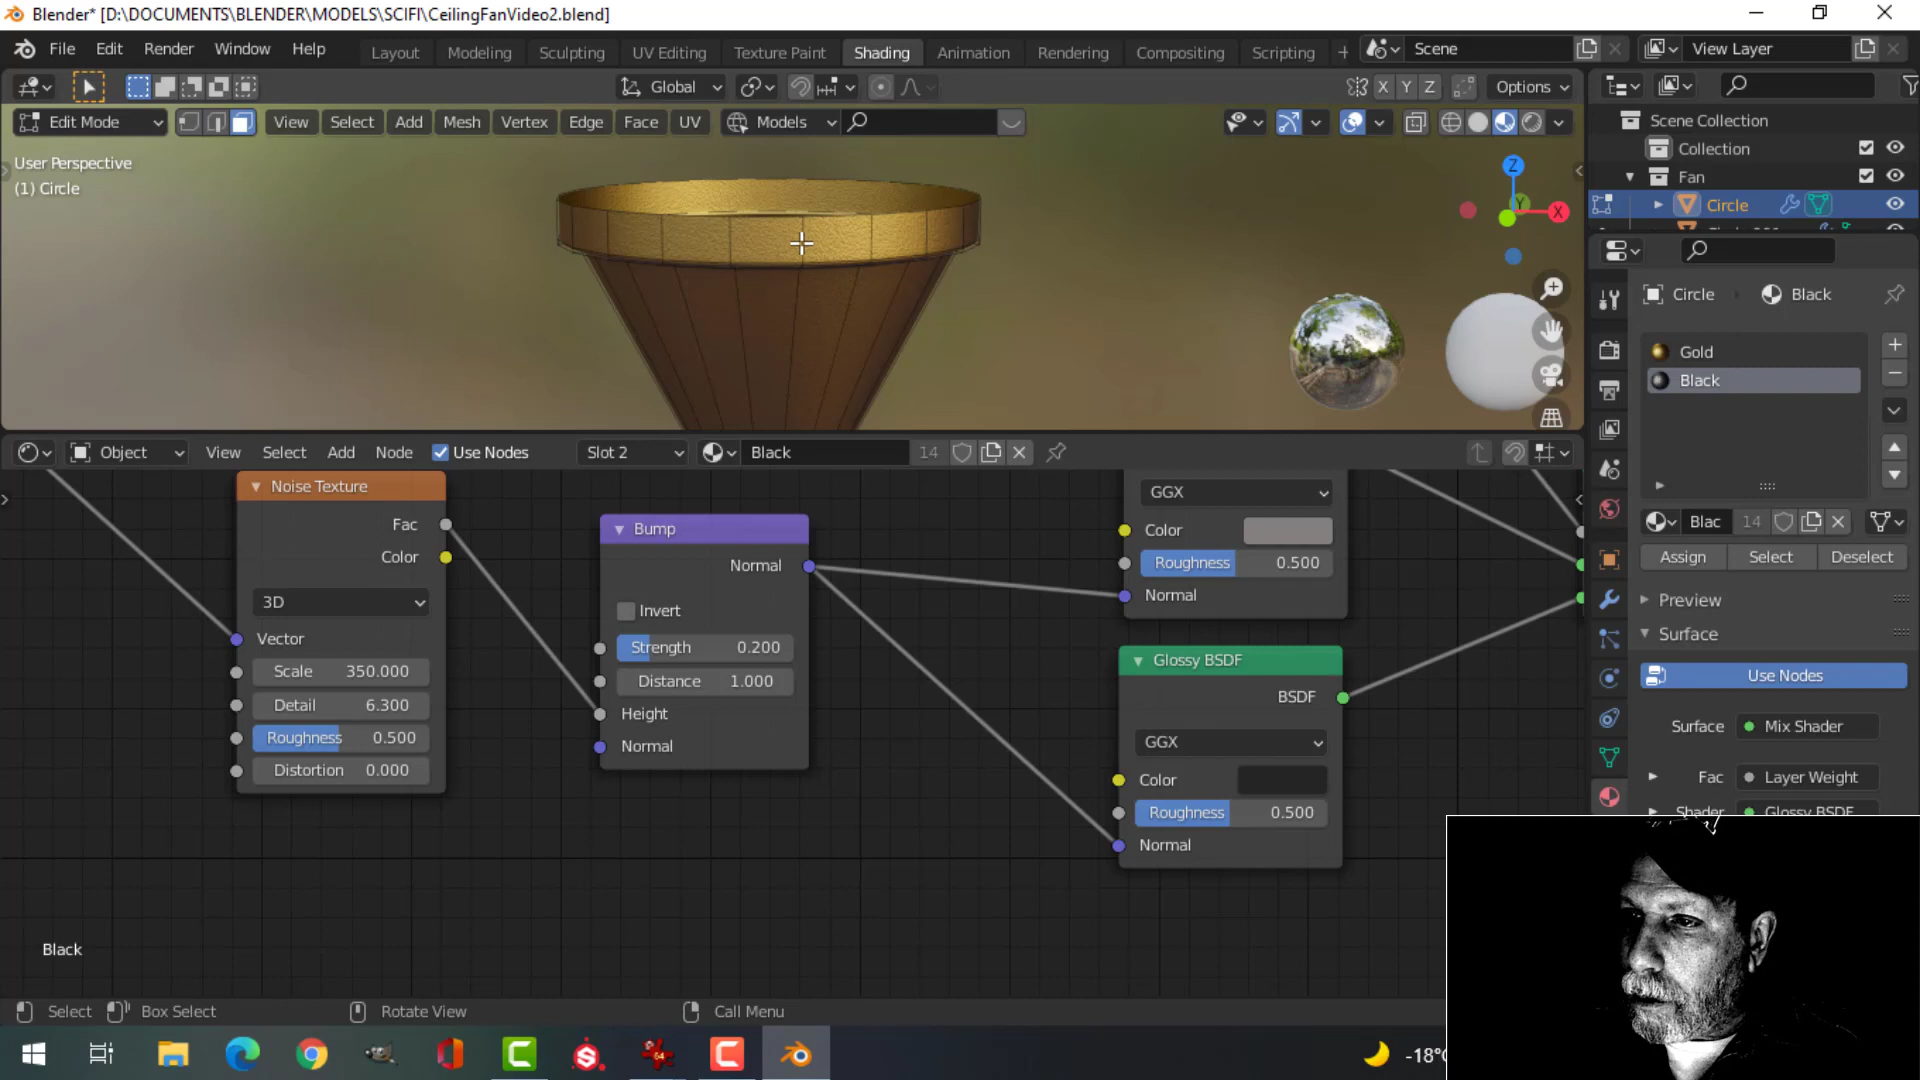 Blender* [D:\DOCUMENTS\BLENDER\MODELS\SCIFI\CeilingFanVideo2.blend]
File Edit Render Window Help Layout Modeling Sculpting UV Editing Texture Paint Shading Animation Rendering Compositing Scripting + Scene View Layer
Global X Y Z Options
Edit Mode View Select Add Mesh Vertex Edge Face UV Models
User Perspective
(1) Circle
Z
Y
X
Scene Collection
Collection
Fan
Circle
Circle Black
Gold
Black
Object View Select Add Node Use Nodes Slot 2 Black 14
Blac 14
Assign Select Deselect
Preview
Surface
Use Nodes
Surface Mix Shader
Fac Layer Weight
Shader Glossy BSDF
Noise Texture
Fac
Color
3D
Vector
Scale 350.000
Detail 6.300
Roughness 0.500
Distortion 0.000
Bump
Normal
Invert
Strength 0.200
Distance 1.000
Height
Normal
GGX
Color
Roughness 0.500
Normal
Glossy BSDF
BSDF
GGX
Color
Roughness 0.500
Normal
Black
Select Box Select Rotate View Call Menu